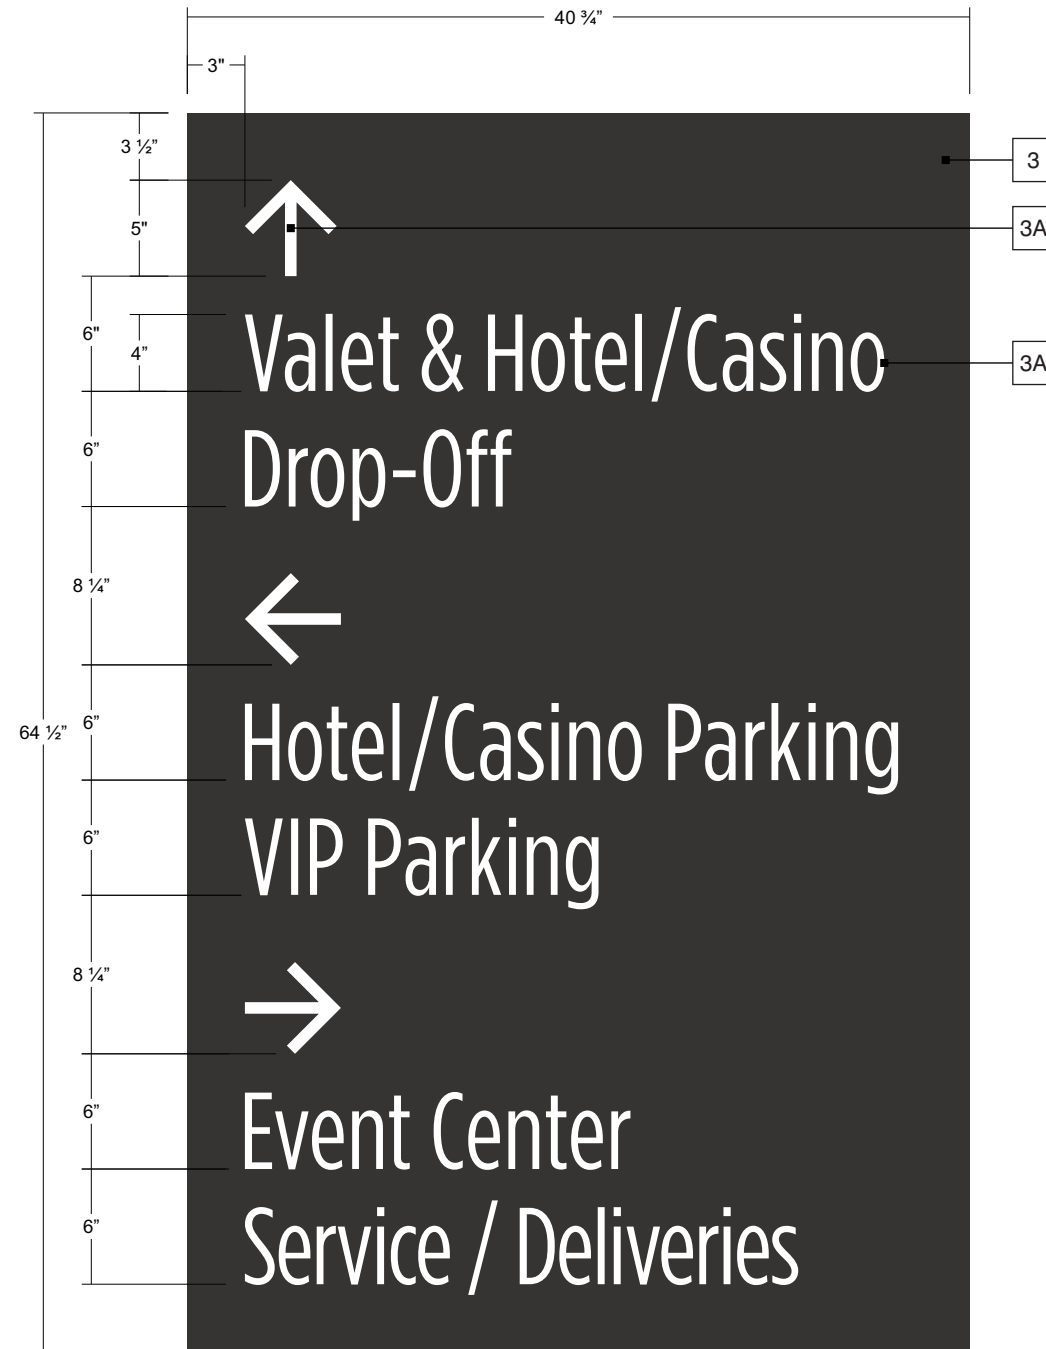 40 ¾”
3"
3 ½”
3
5"
3A
6"
4”
Valet & Hotel/Casino
3A
6”
Drop-Off
8 ¼”
64 ½”
6”
Hotel/Casino Parking
6”
VIP Parking
8 ¼”
6”
Event Center
6”
Service / Deliveries